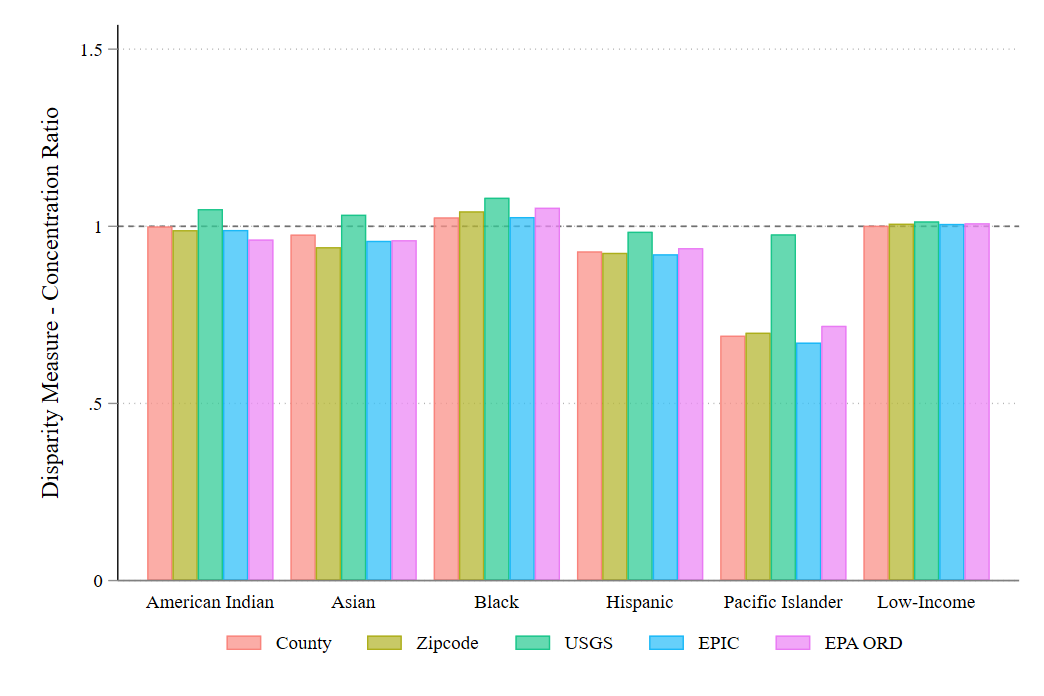 Disparity Measure - Concentration Ratio
1.5
1
.5
0
American Indian Asian Black Hispanic Pacific Islander Low-Income
County Zipcode USGS EPIC EPA ORD